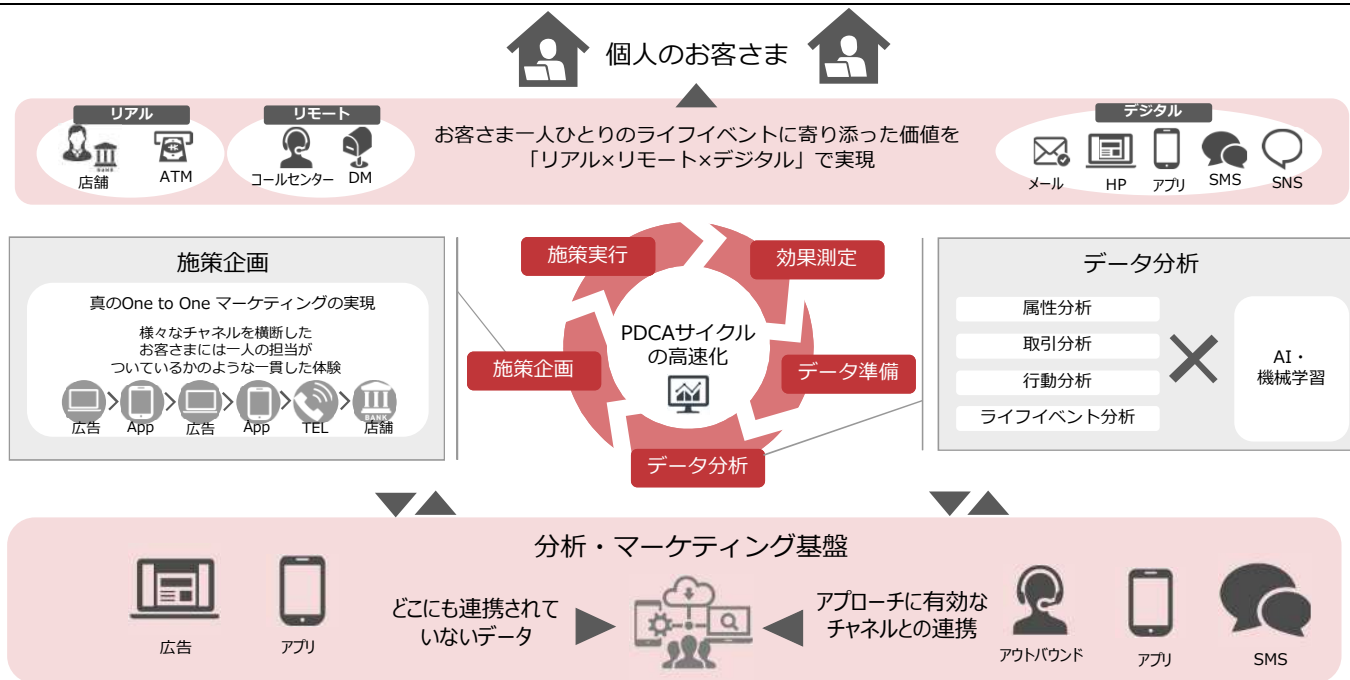 個人のお客さま
リアル
店舗
ATM
リモート
コールセンター
DM
お客さま一人ひとりのライフイベントに寄り添った価値を
「リアル×リモート×デジタル」で実現
デジタル
メール
HP
アプリ
SMS
SNS
施策企画
真のOne to One マーケティングの実現
様々なチャネルを横断した
お客さまには一人の担当が
ついているかのような一貫した体験
広告
App
広告
App
TEL
BANK
店舗
施策実行
効果測定
PDCAサイクル
の高速化
施策企画
データ準備
データ分析
データ分析
属性分析
取引分析
行動分析
ライフイベント分析
AI・
機械学習
分析・マーケティング基盤
広告
アプリ
どこにも連携されて
いないデータ
アプローチに有効な
チャネルとの連携
アウトバウンド
アプリ
SMS